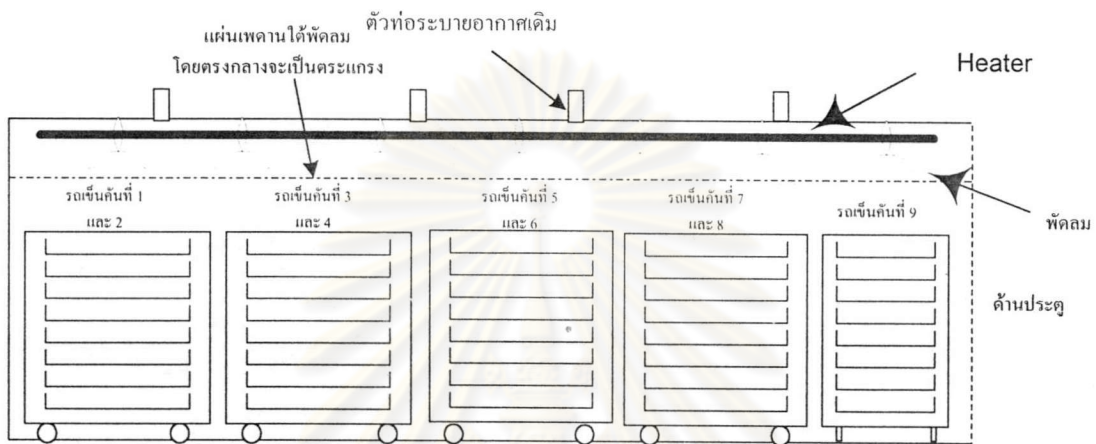 แผ่นเพดานใต้พัดลม
โดยตรงกลางจะเป็นตระแกรง
ตัวท่อระบายอากาศเดิม
Heater
รถเข็นคันที่ 1
และ 2
รถเข็นคันที่ 3
และ 4
รถเข็นคันที่ 5
และ 6
รถเข็นคันที่ 7
และ 8
รถเข็นคันที่ 9
พัดลม
ด้านประตู